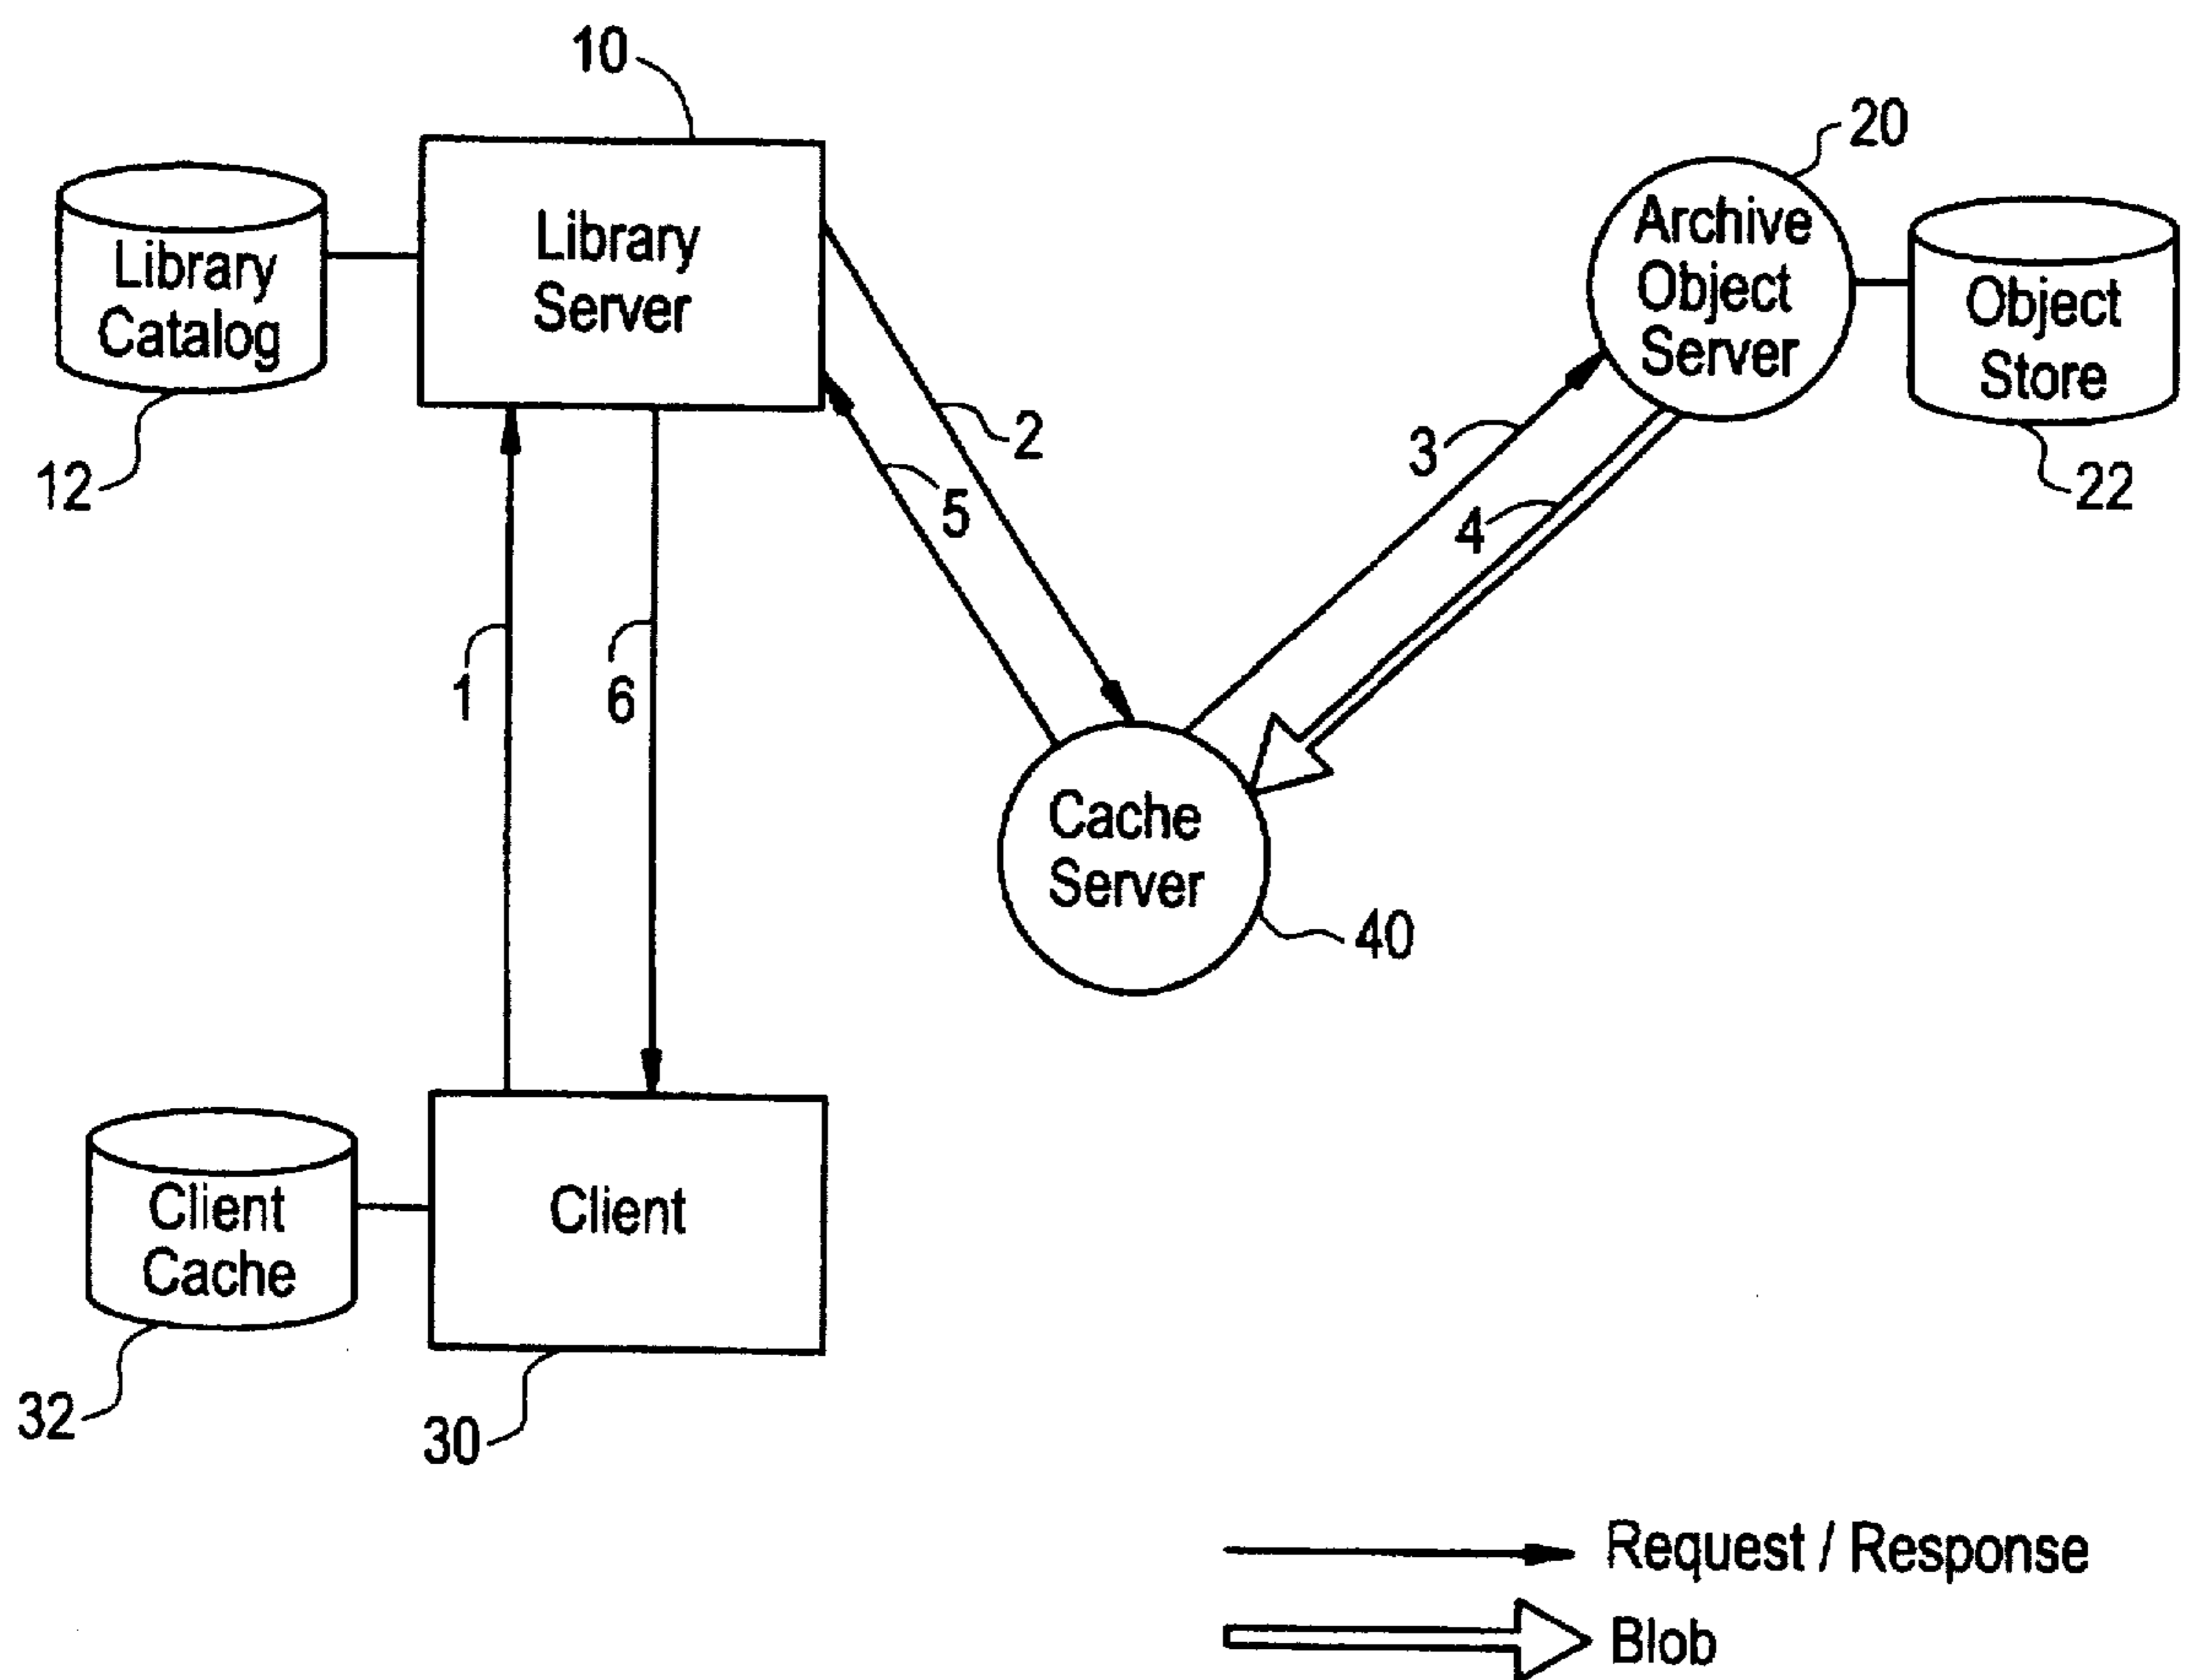 10
20
Library
Catalog
12
Library
Server
Archive
Object
Server
Object
Store
22
2
5
3
4
1
6
Cache
Server
40
Client
Cache
32
Client
30
Request / Response
Blob